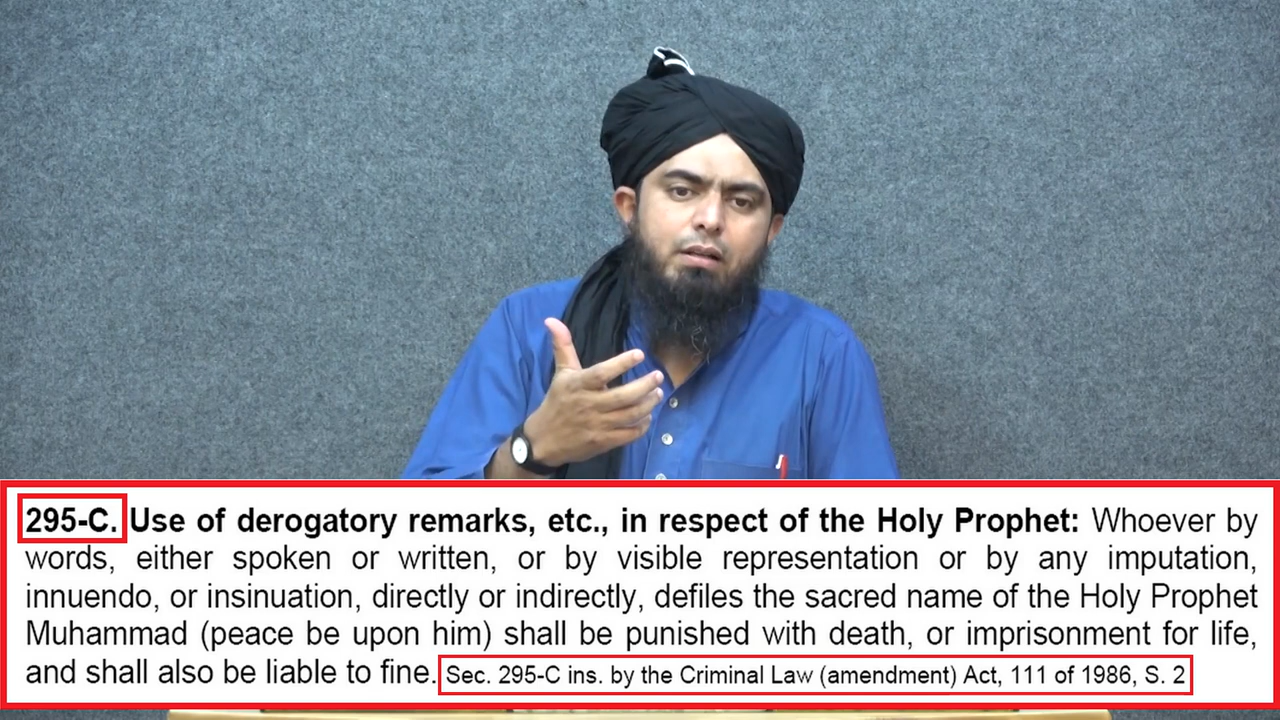 295-C. Use of derogatory remarks, etc., in respect of the Holy Prophet: Whoever by
words, either spoken or written, or by visible representation or by any imputation,
innuendo, or insinuation, directly or indirectly, defiles the sacred name of the Holy Prophet
Muhammad (peace be upon him) shall be punished with death, or imprisonment for life,
and shall also be liable to fine. Sec. 295-C ins. by the Criminal Law (amendment) Act, 111 of 1986, S. 2